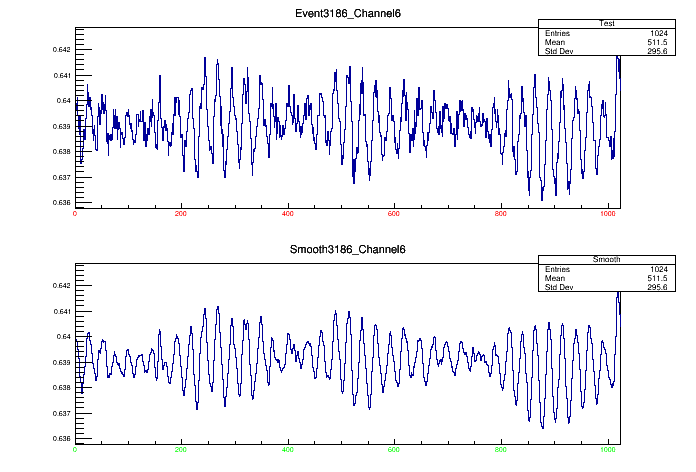 Event3186_Channel6
Test
Entries 1024
Mean 511.5
Std Dev 295.6
0.642
0.641
0.64
0.639
0.638
0.637
0.636
0 200 400 600 800 1000
Smooth3186_Channel6
Smooth
Entries 1024
Mean 511.5
Std Dev 295.6
0.642
0.641
0.64
0.639
0.638
0.637
0.636
0 200 400 600 800 1000